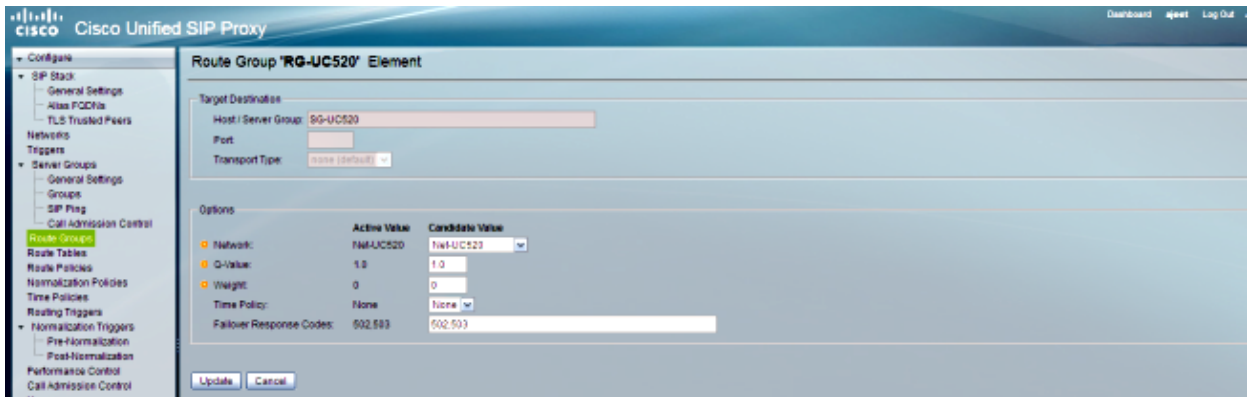 Dashboard ajeet Log Out
CISCO Cisco Unified SIP Proxy
Configure
SIP Stack
General Settings
Alias FQDNs
TLS Trusted Peers
Networks
Triggers
Server Groups
General Settings
Groups
SIP Ping
Call Admission Control
Route Groups
Route Tables
Route Policies
Normalization Policies
Time Policies
Routing Triggers
Normalization Triggers
Pre-Normalization
Post-Normalization
Performance Control
Call Admission Control
Route Group 'RG-UC520' Element
Target Destination
Host / Server Group: SG-UC520
Port:
Transport Type: none (default)
Options
Active Value Candidate Value
Network: Net-UC520 Net-UC520
Q-Value: 1.0 1.0
Weight: 0 0
Time Policy: None None
Failover Response Codes: 502,503 502,503
Update Cancel